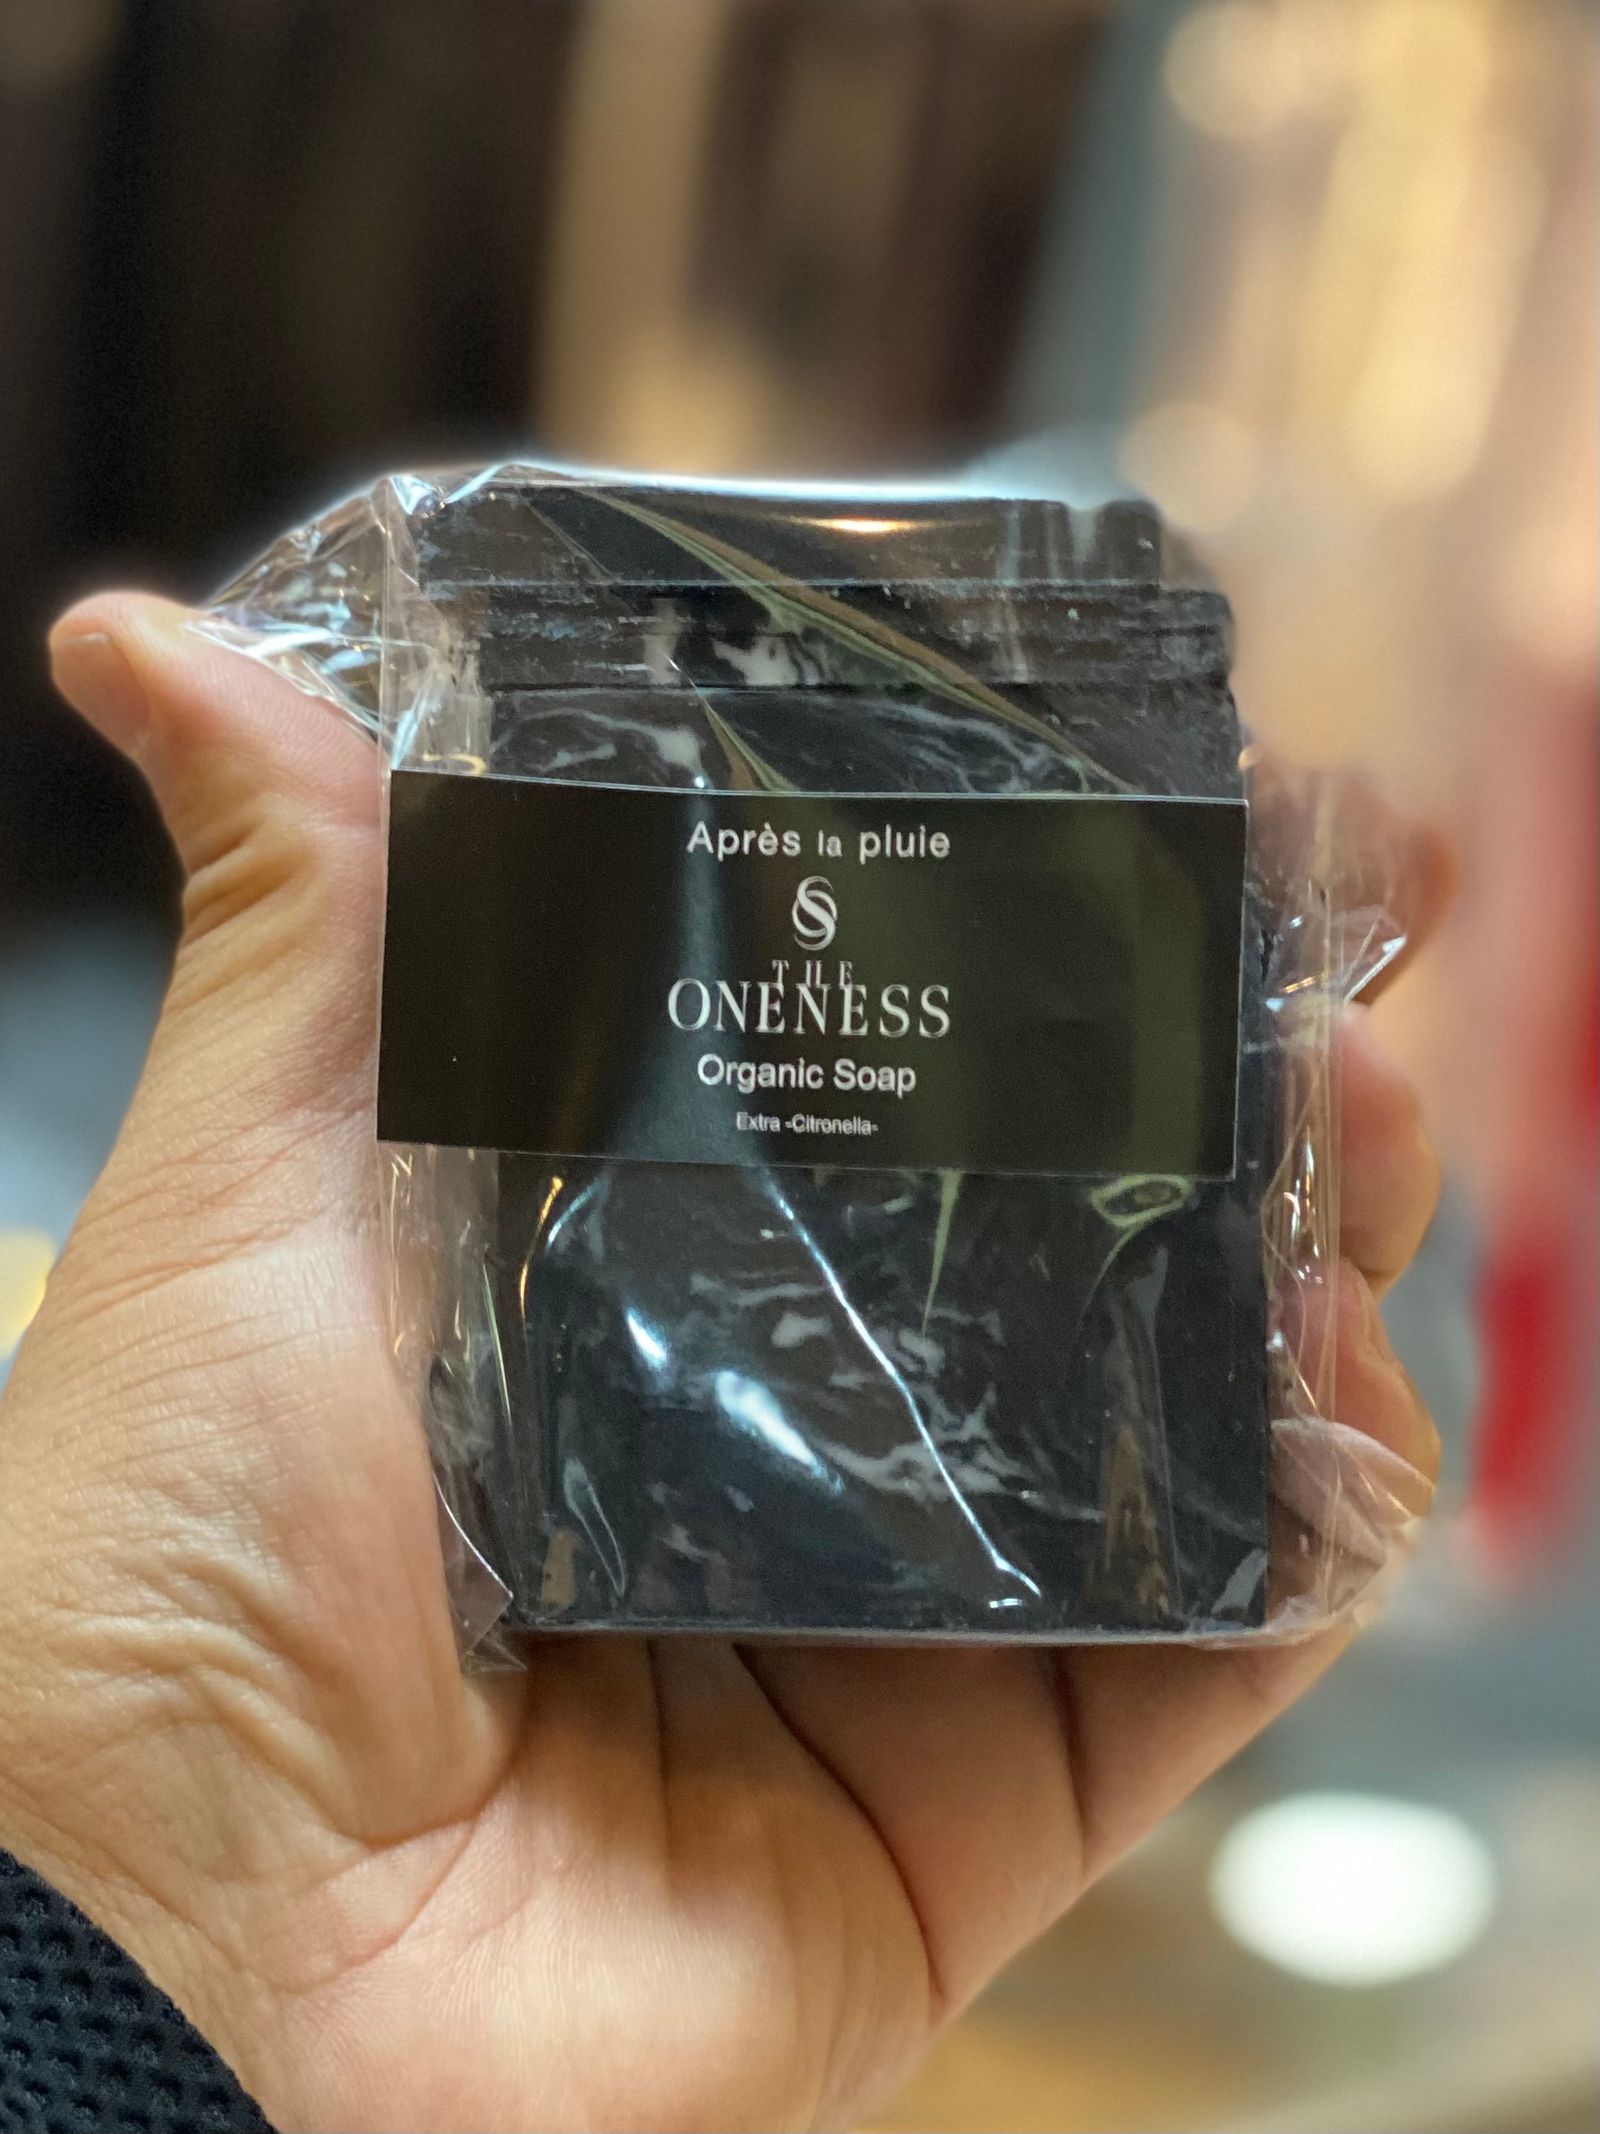 Après la pluie
THE
ONENESS
Organic Soap
Extra -Citronella-